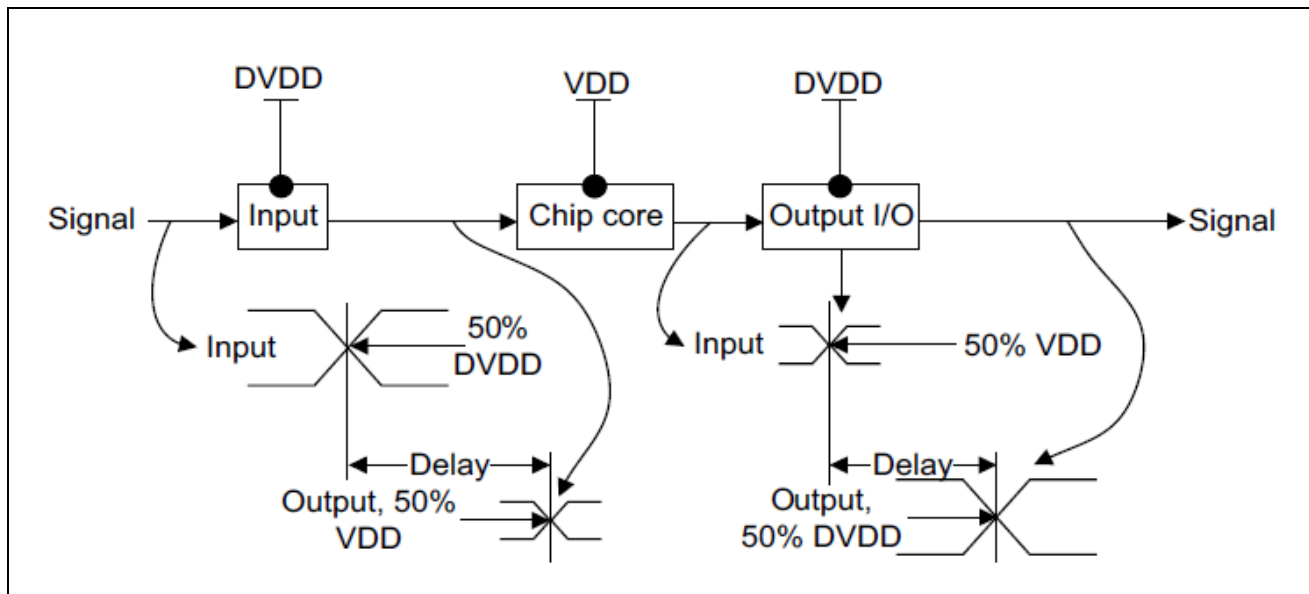 DVDD
VDD
DVDD
Signal
Input
Chip core
Output I/O
Signal
Input
50%
DVDD
Input
50% VDD
Delay
Output, 50%
VDD
Delay
Output,
50% DVDD